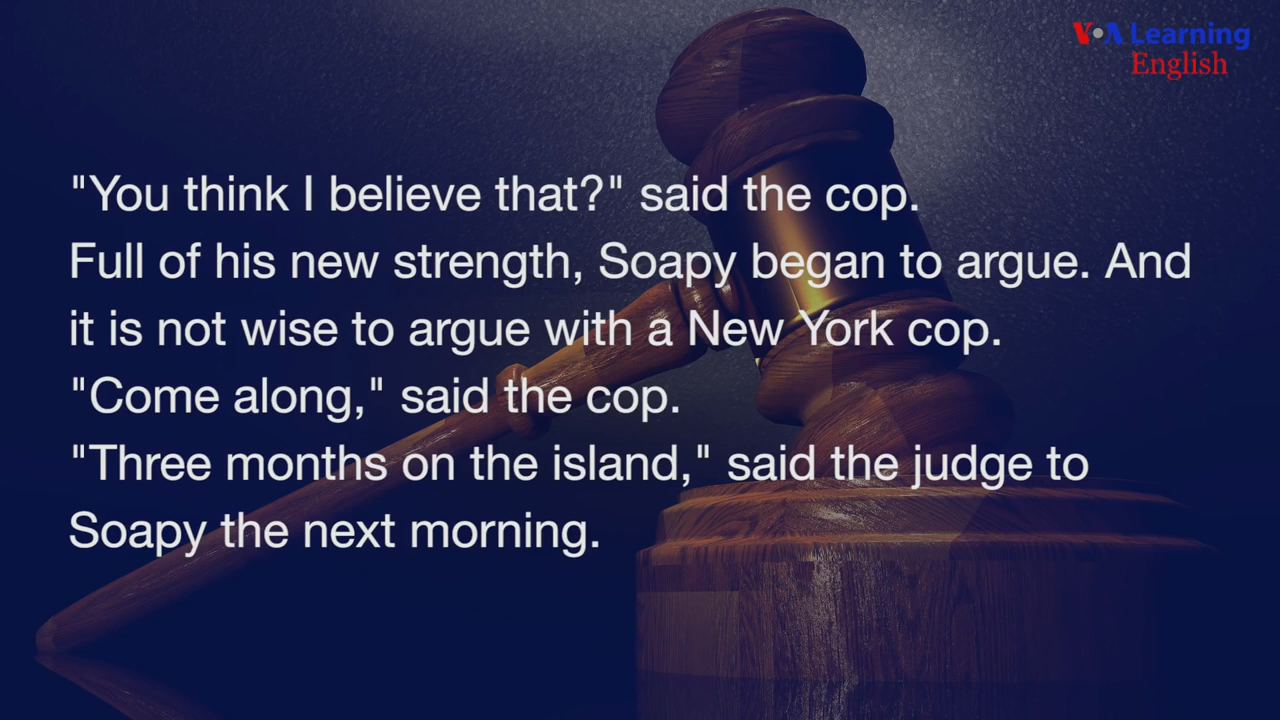 VOA Learning
English
"You think I believe that?" said the cop.
Full of his new strength, Soapy began to argue. And
it is not wise to argue with a New York cop.
"Come along," said the cop.
"Three months on the island," said the judge to
Soapy the next morning.